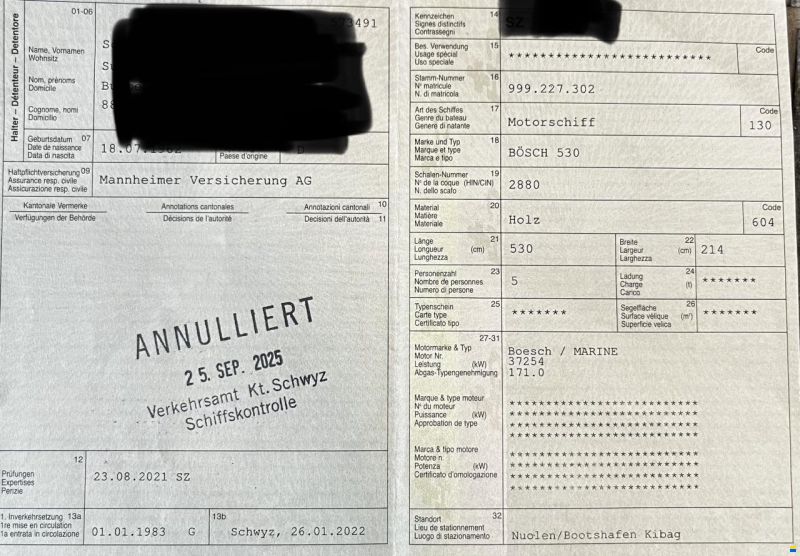 Halter – Détenteur – Detentore
01-06
73491
Name, Vornamen
Wohnsitz
Nom, prénoms
Domicile
Cognome, nomi
Domicilio
Geburtsdatum 07
Date de naissance
Data di nascita
Paese d'origine
D
Haftpflichtversicherung 09
Assurance resp. civile
Assicurazione resp. civile
Mannheimer Versicherung AG
Kantonale Vermerke
Annotations cantonales
Annotazioni cantonali 10
Verfügungen der Behörde
Décisions de l'autorité
Decisioni dell'autorità 11
ANNULLIERT
25. SEP. 2025
Verkehrsamt Kt. Schwyz
Schiffskontrolle
12
Prüfungen
Expertises
Perizie
23.08.2021 SZ
1. Inverkehrsetzung 13a
1re mise en circulation
1a entrata in circolazione
01.01.1983 G
13b
Schwyz, 26.01.2022
Kennzeichen 14
Signes distinctifs
Contrassegni
SZ
Bes. Verwendung 15
Usage spécial
Uso speciale
**************************
Code
Stamm-Nummer 16
N° matricule
N. di matricola
999.227.302
Art des Schiffes 17
Genre du bateau
Genere di natante
Motorschiff
Code
130
Marke und Typ 18
Marque et type
Marca e tipo
BÖSCH 530
Schalen-Nummer 19
N° de la coque (HIN/CIN)
N. dello scafo
2880
Material 20
Matière
Materiale
Holz
Code
604
Länge 21
Longueur (cm)
Lunghezza
530
Breite 22
Largeur (cm)
Larghezza
214
Personenzahl 23
Nombre de personnes
Numero di persone
5
Ladung 24
Charge (t)
Carico
*******
Typenschein 25
Carte type
Certificato tipo
*******
Segelfläche 26
Surface vélique (m²)
Superficie velica
*******
27-31
Motormarke & Typ
Motor Nr.
Leistung (kW)
Abgas-Typengenehmigung
Boesch / MARINE
37254
171.0
Marque & type moteur
N° du moteur
Puissance (kW)
Approbation de type
*************************
*************************
*************************
*************************
Marca & tipo motore
Motore n.
Potenza (kW)
Certificato d'omologazione
*************************
*************************
*************************
*************************
Standort 32
Lieu de stationnement
Luogo di stazionamento
Nuolen/Bootshafen Kibag